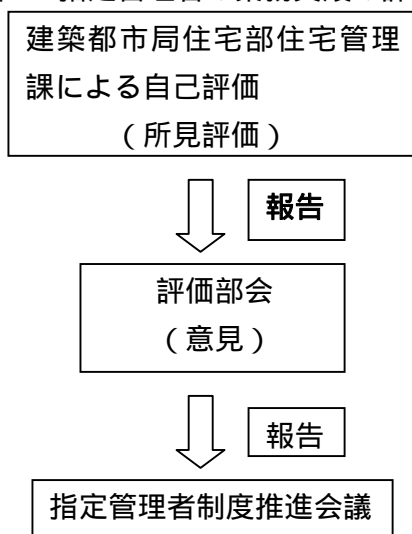 建築都市局住宅部住宅管理
課による自己評価
（所見評価）
報告
評価部会
（意見）
報告
指定管理者制度推進会議